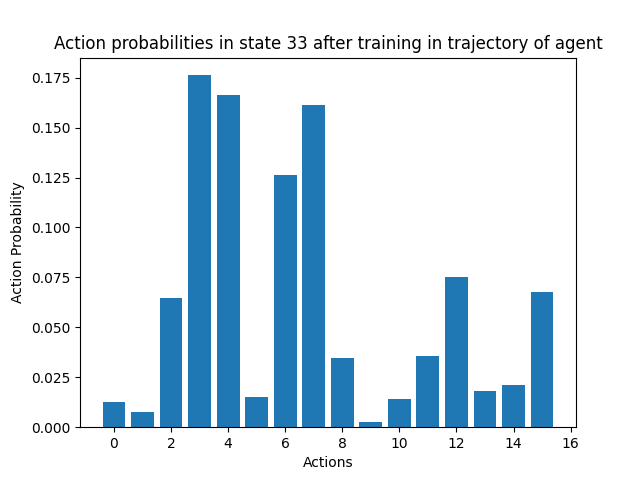 Action probabilities in state 33 after training in trajectory of agent
0.175
0.150
0.125
0.100
0.075
0.050
0.025
0.000
Action Probability
0 2 4 6 8 10 12 14 16
Actions